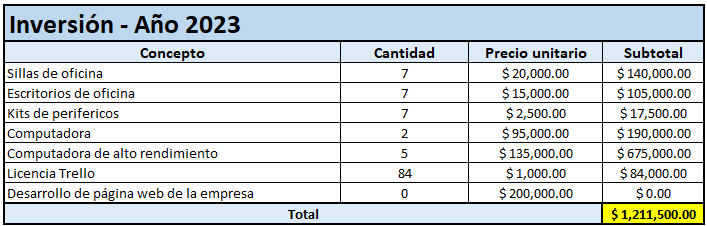 Inversión - Año 2023
Concepto Cantidad Precio unitario Subtotal
Sillas de oficina 7 $ 20,000.00 $ 140,000.00
Escritorios de oficina 7 $ 15,000.00 $ 105,000.00
Kits de perifericos 7 $ 2,500.00 $ 17,500.00
Computadora 2 $ 95,000.00 $ 190,000.00
Computadora de alto rendimiento 5 $ 135,000.00 $ 675,000.00
Licencia Trello 84 $ 1,000.00 $ 84,000.00
Desarrollo de página web de la empresa 0 $ 200,000.00 $ 0.00
Total $ 1,211,500.00